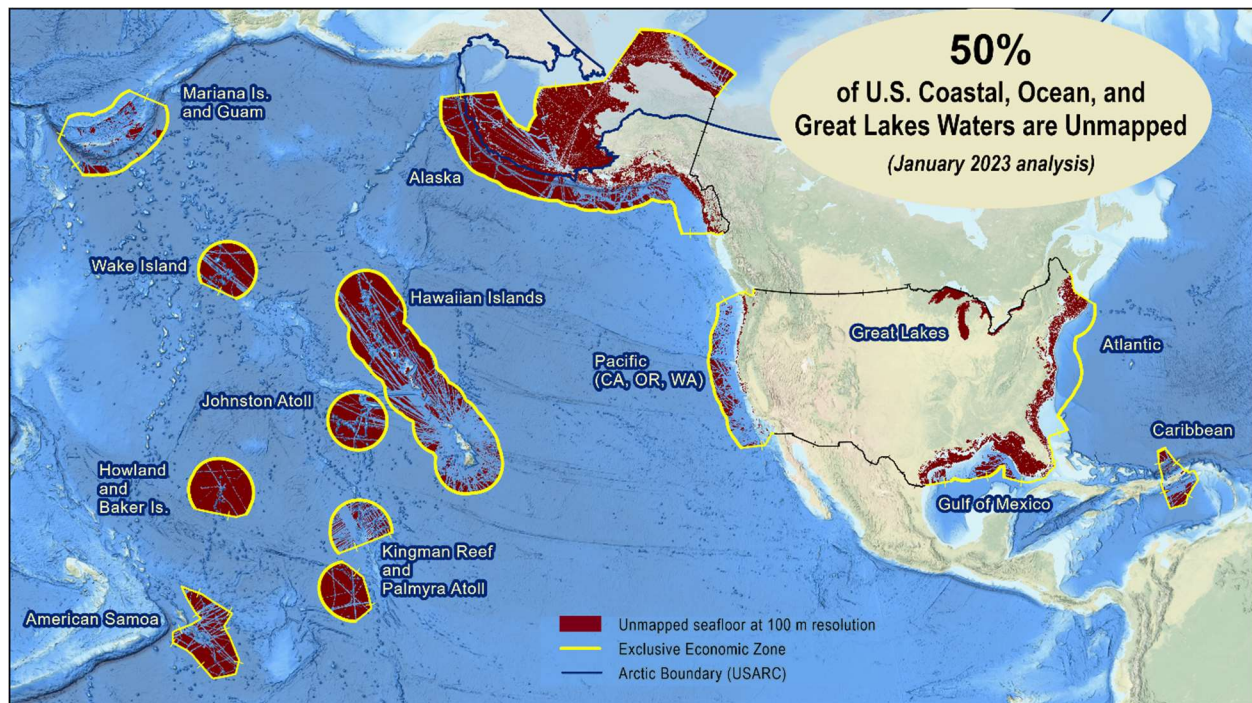 50%
of U.S. Coastal, Ocean, and
Great Lakes Waters are Unmapped
(January 2023 analysis)
Mariana Is.
and Guam
Alaska
Wake Island
Hawaiian Islands
Great Lakes
Atlantic
Pacific
(CA, OR, WA)
Johnston Atoll
Caribbean
Howland
and
Baker Is.
Gulf of Mexico
Kingman Reef
and
Palmyra Atoll
American Samoa
Unmapped seafloor at 100 m resolution
Exclusive Economic Zone
Arctic Boundary (USARC)